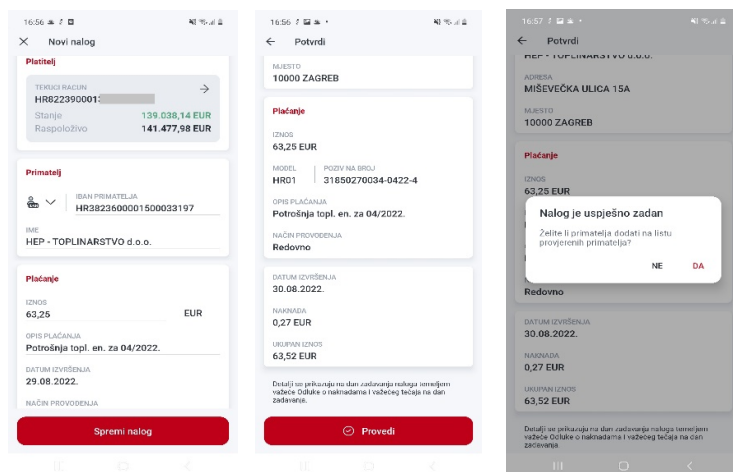 16:56
Novi nalog
Platitelj
TEKUCI RACUN
HR822390001
Stanje 139.038,14 EUR
Raspoloživo 141.477,98 EUR
Primatelj
IBAN PRIMATELJA
HR3823600001500033197
IME
HEP - TOPLINARSTVO d.o.o.
Plaćanje
IZNOS
63,25 EUR
OPIS PLAĆANJA
Potrošnja topl. en. za 04/2022.
DATUM IZVRŠENJA
29.08.2022.
NAČIN PROVOĐENJA
Spremi nalog
16:56
Potvrdi
MJESTO
10000 ZAGREB
Plaćanje
IZNOS
63,25 EUR
MODEL POZIV NA BROJ
HR01 31850270034-0422-4
OPIS PLAĆANJA
Potrošnja topl. en. za 04/2022.
NAČIN PROVOĐENJA
Redovno
DATUM IZVRŠENJA
30.08.2022.
NAKNADA
0,27 EUR
UKUPAN IZNOS
63,52 EUR
Detalji se prikazuju na dan zadavanja naloga temeljem
važeće Odluke o naknadama i važećeg tečaja na dan
zadavanja.
Provedi
16:57
Potvrdi
HEP - TOPLINARSTVO d.o.o.
ADRESA
MIŠEVEČKA ULICA 15A
MJESTO
10000 ZAGREB
Plaćanje
IZNOS
63,25 EUR
Nalog je uspješno zadan
Želite li primatelja dodati na listu
provjerenih primatelja?
NE DA
Redovno
DATUM IZVRŠENJA
30.08.2022.
NAKNADA
0,27 EUR
UKUPAN IZNOS
63,52 EUR
Detalji se prikazuju na dan zadavanja naloga temeljem
važeće Odluke o naknadama i važećeg tečaja na dan
zadavanja.